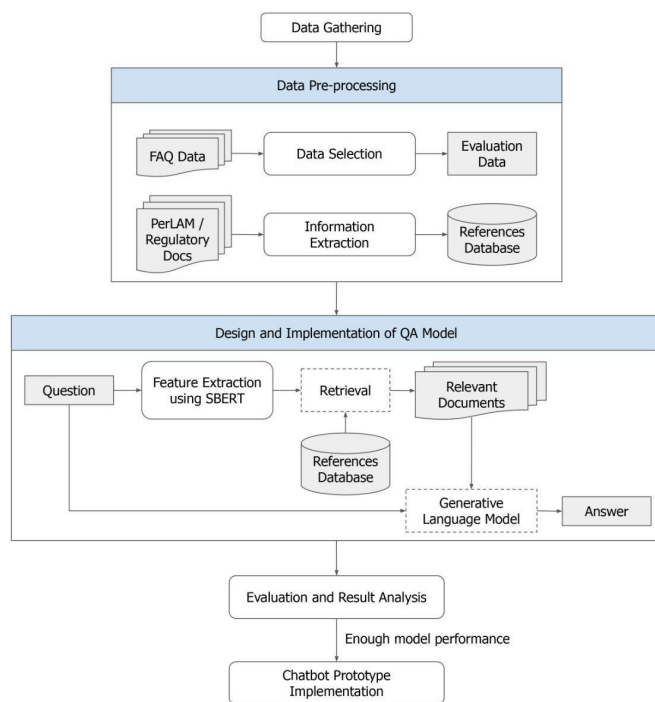 Data Gathering
Data Pre-processing
FAQ Data
Data Selection
Evaluation
Data
PerLAM /
Regulatory
Docs
Information
Extraction
References
Database
Design and Implementation of QA Model
Question
Feature Extraction
using SBERT
Retrieval
Relevant
Documents
References
Database
Generative
Language Model
Answer
Evaluation and Result Analysis
Enough model performance
Chatbot Prototype
Implementation